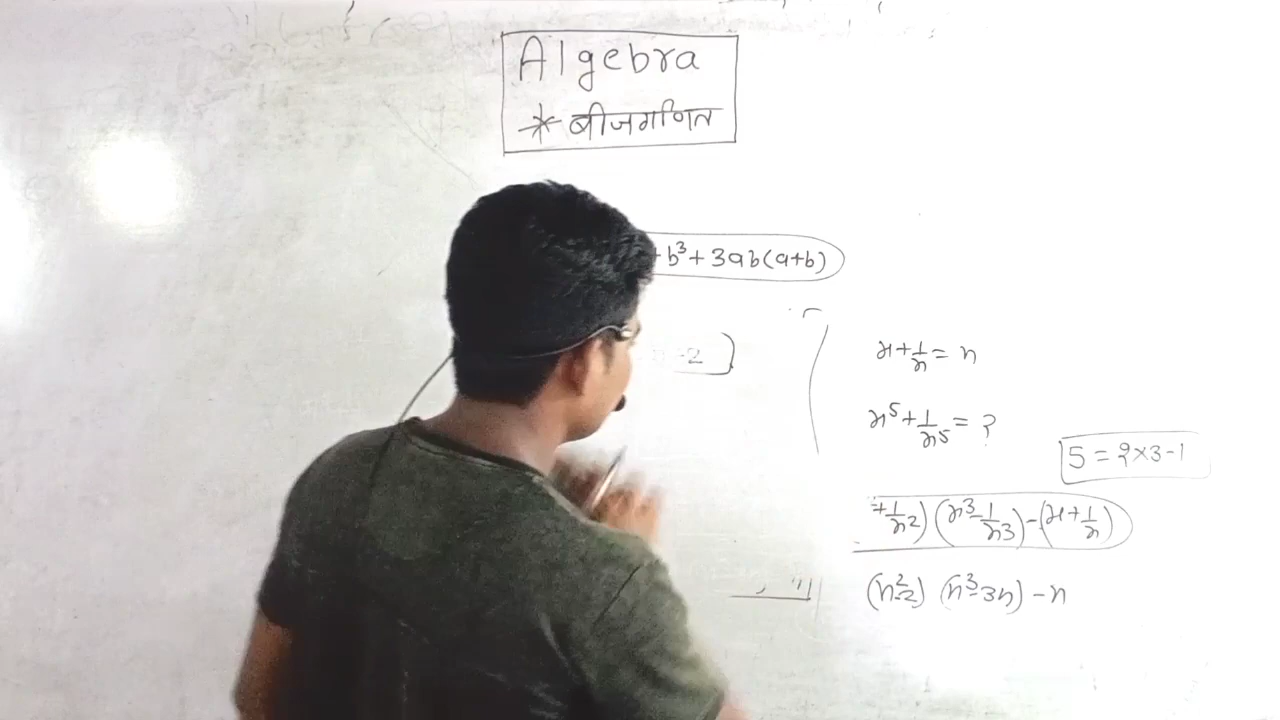 Algebra
* बीजगणित
+ b³ + 3ab(a+b)
-2
x + 1/x = n
x⁵ + 1/x⁵ = ?
5 = 2×3-1
+ 1/x²) (x³ - 1/x³) - (x + 1/x)
(n²-2) (n³-3n) - n